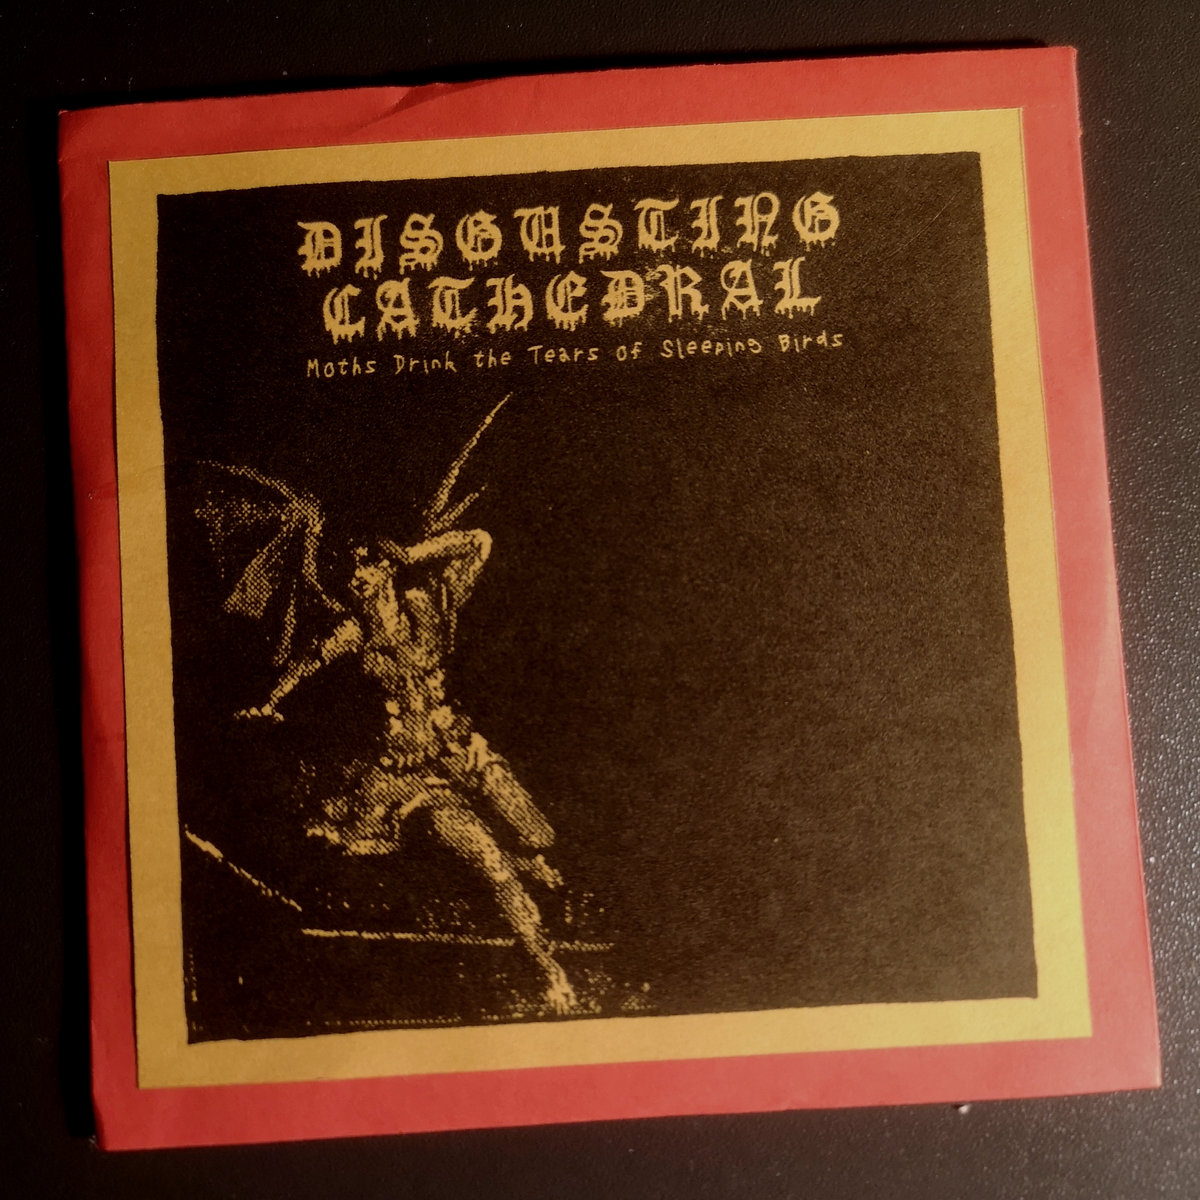 DISGUSTING
CATHEDRAL
Moths Drink the Tears of Sleeping Birds